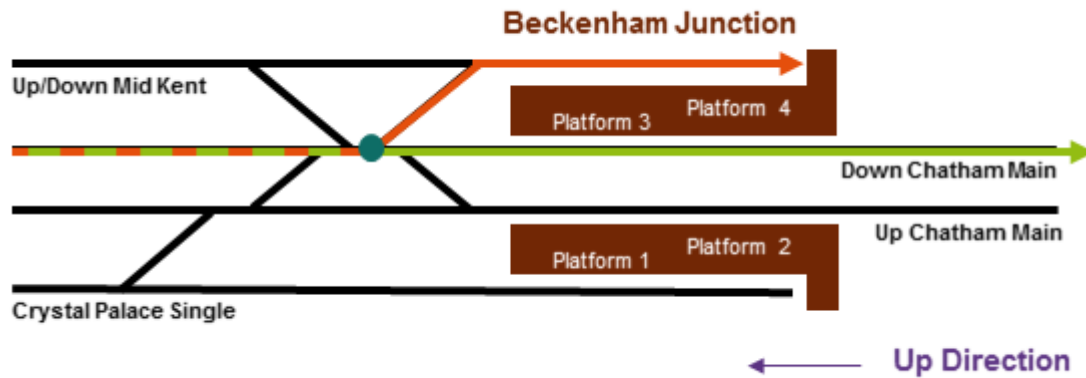 Beckenham Junction
Up/Down Mid Kent
Platform 4
Platform 3
Down Chatham Main
Up Chatham Main
Platform 2
Platform 1
Crystal Palace Single
Up Direction